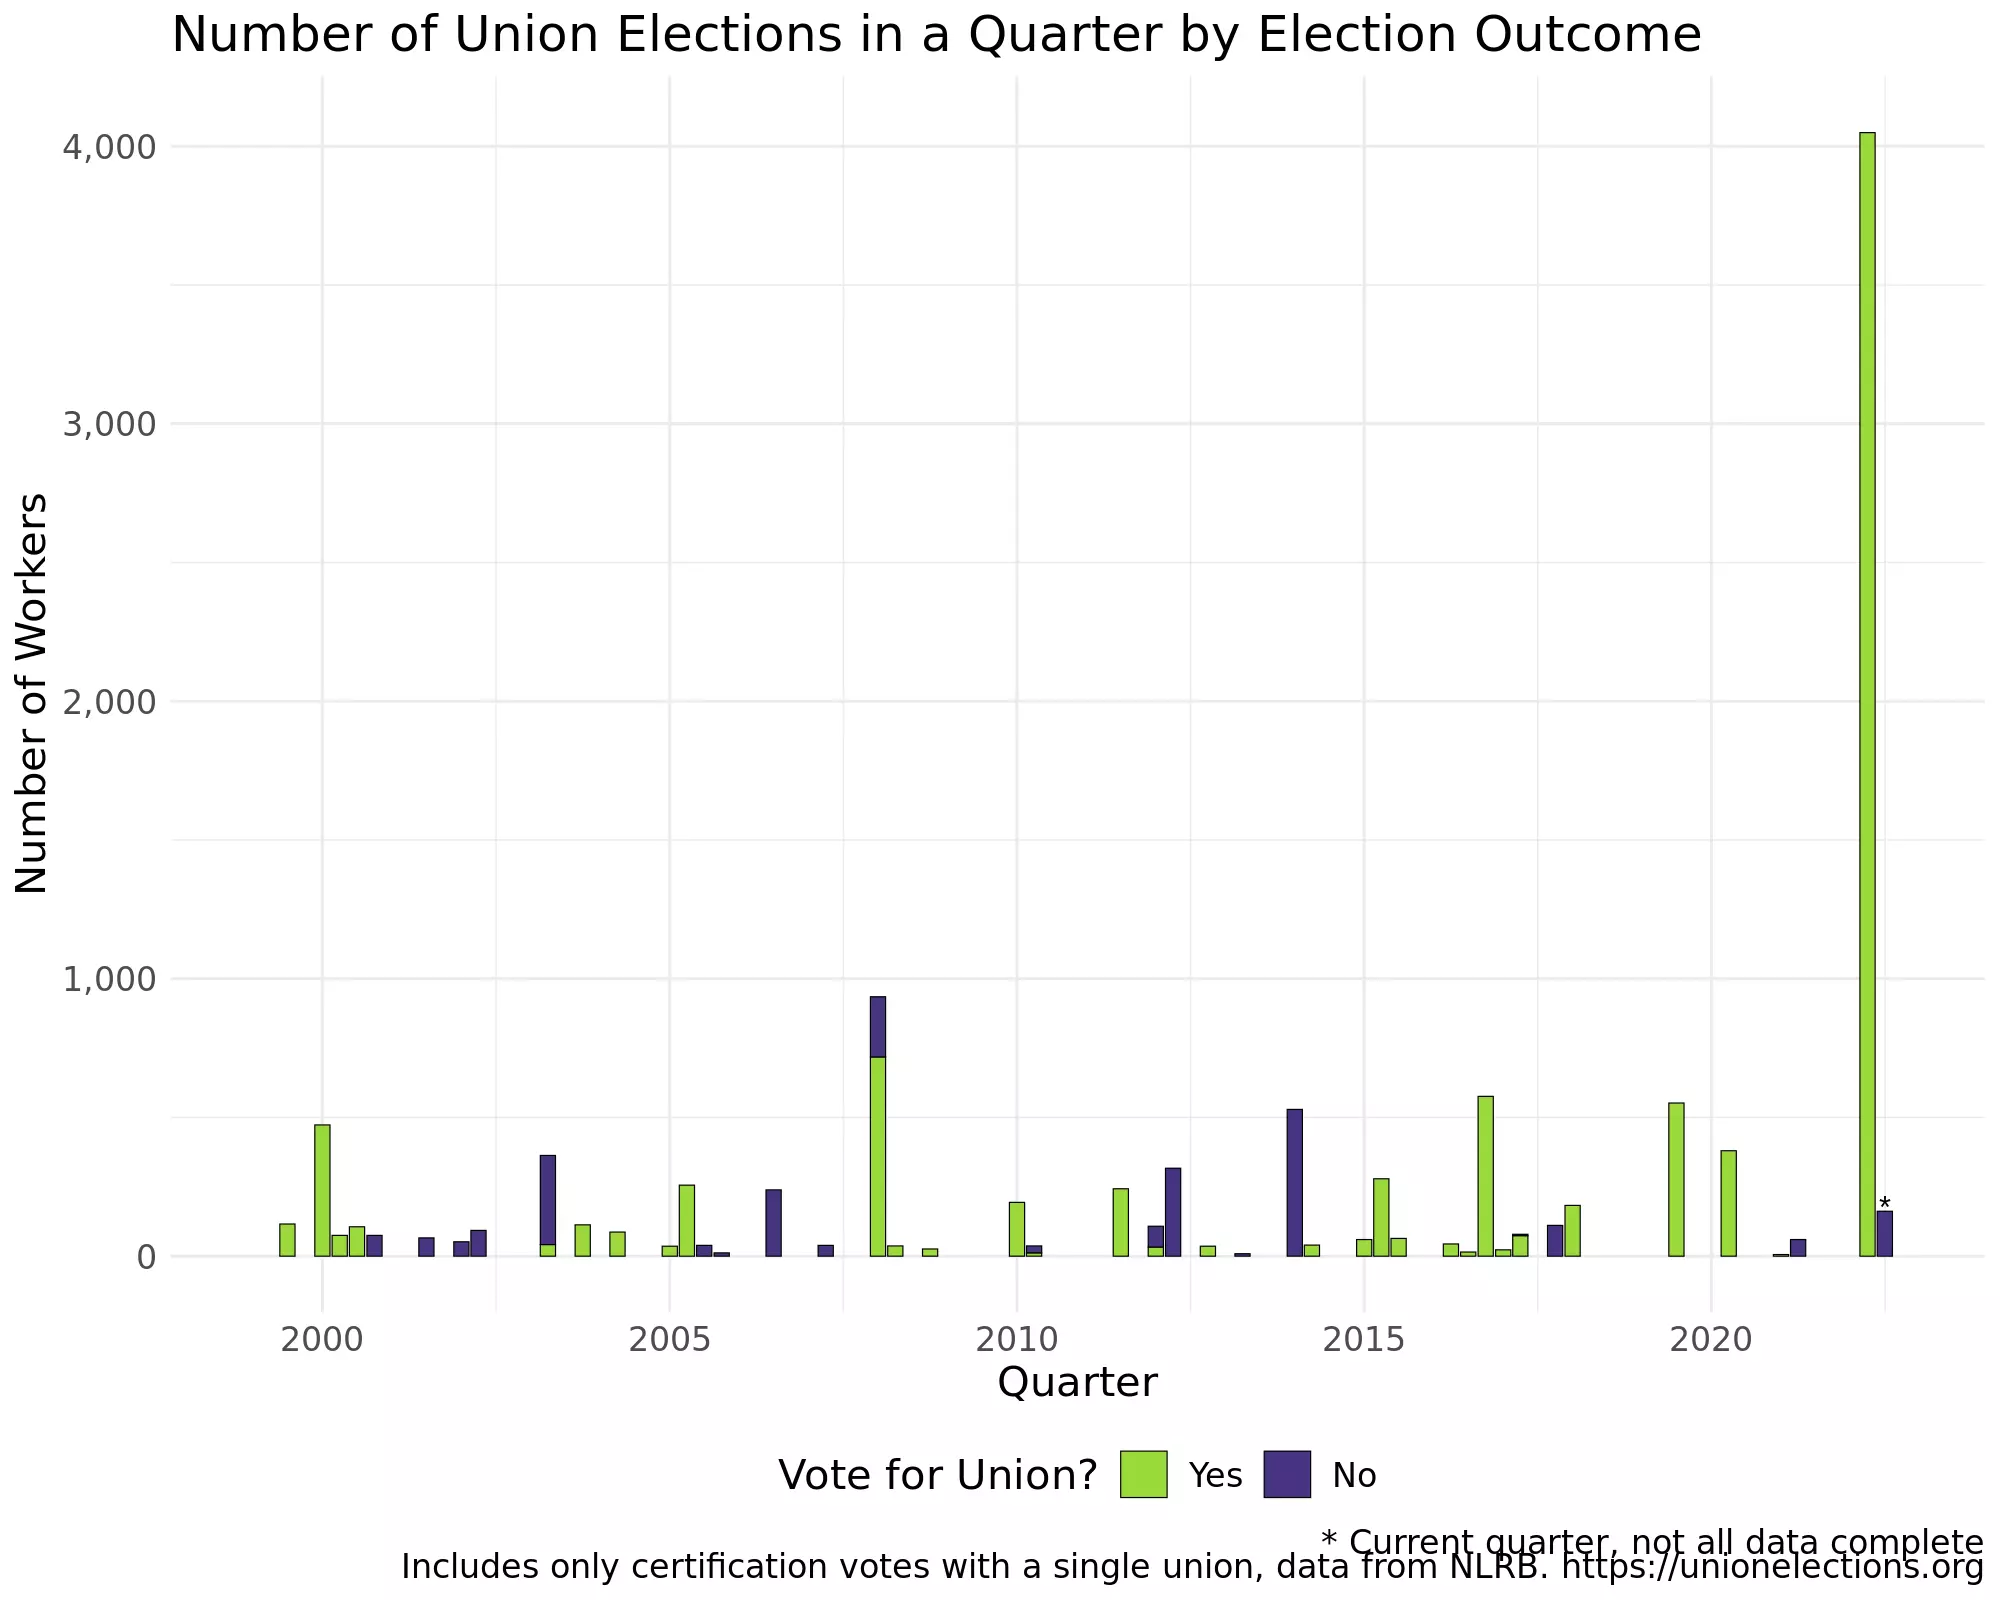 Number of Union Elections in a Quarter by Election Outcome
Number of Workers
4,000
3,000
2,000
1,000
0
*
2000 2005 2010 2015 2020
Quarter
Vote for Union? Yes No
* Current quarter, not all data complete
Includes only certification votes with a single union, data from NLRB. https://unionelections.org